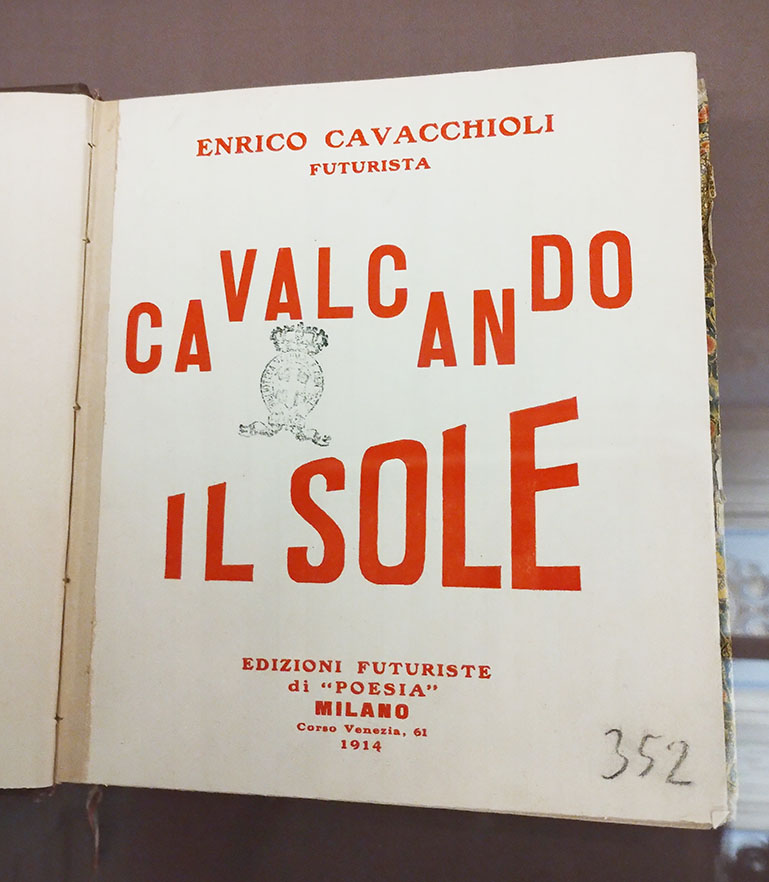 ENRICO CAVACCHIOLI
FUTURISTA
CAVALCANDO
IL SOLE
EDIZIONI FUTURISTE
di "POESIA"
MILANO
Corso Venezia, 61
1914
352